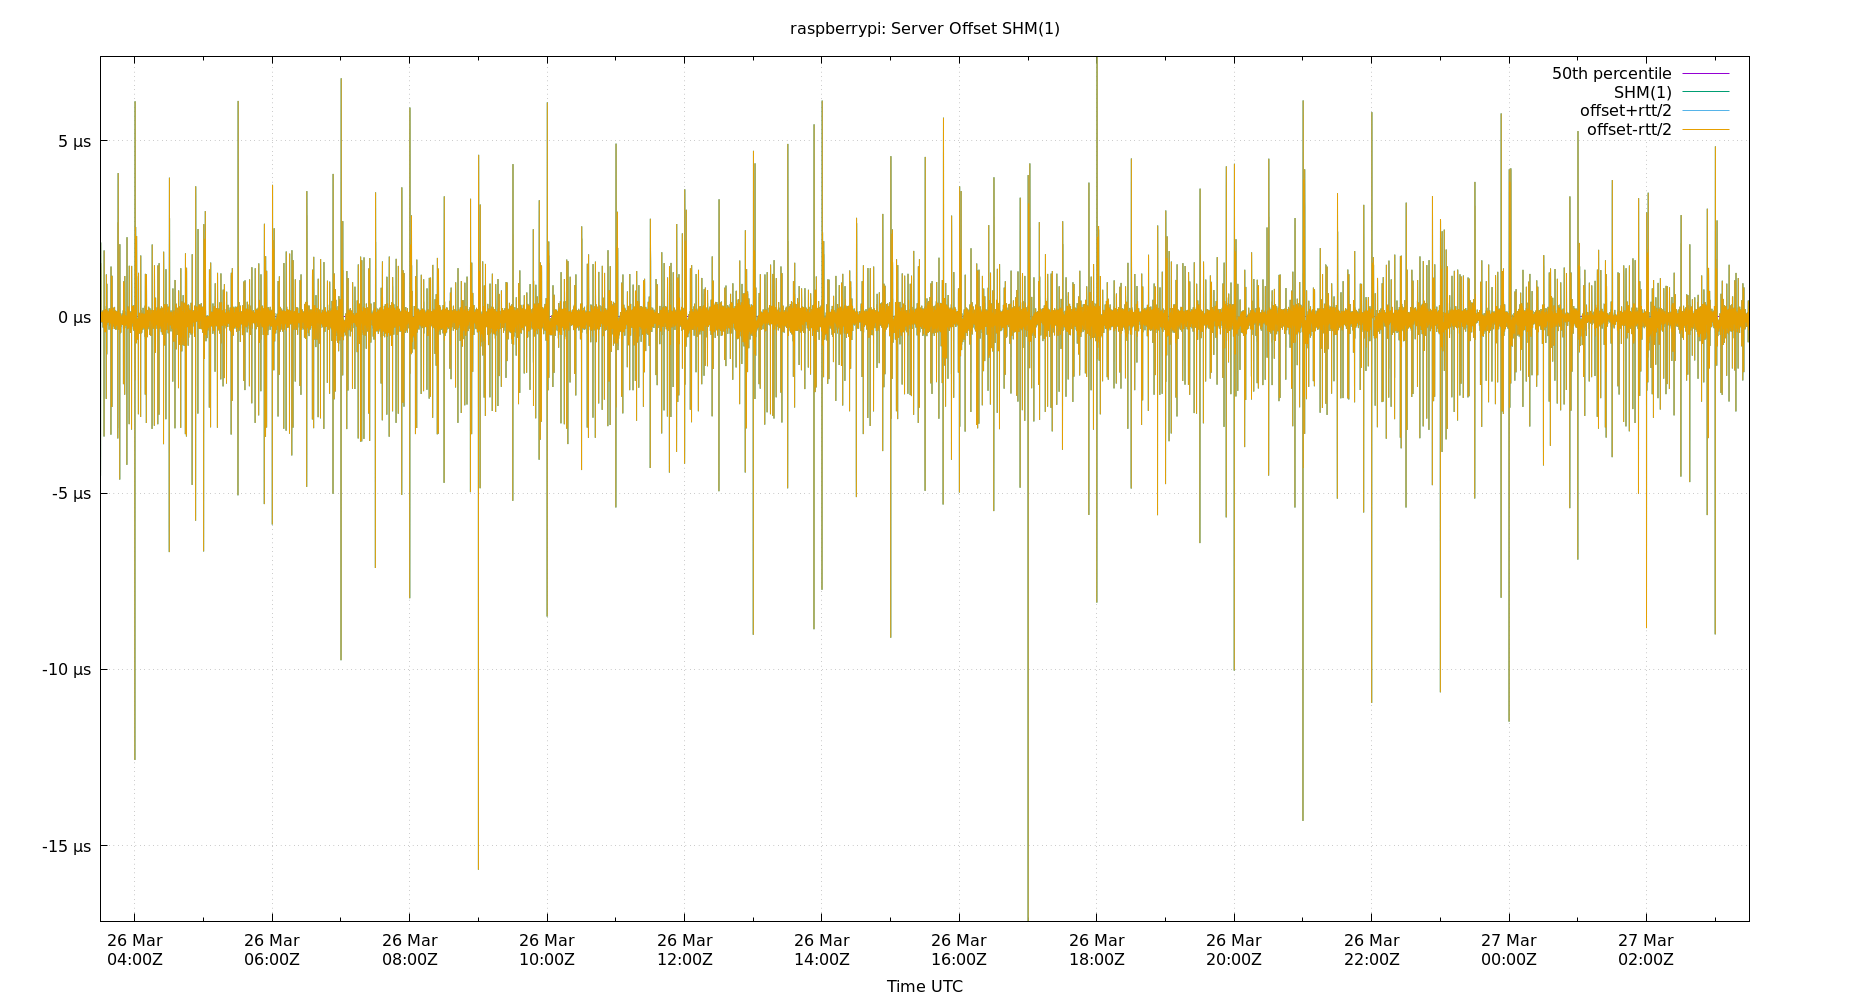 raspberrypi: Server Offset SHM(1)
50th percentile
SHM(1)
offset+rtt/2
offset-rtt/2
5 µs
0 µs
-5 µs
-10 µs
-15 µs
26 Mar 26 Mar 26 Mar 26 Mar 26 Mar 26 Mar 26 Mar 26 Mar 26 Mar 26 Mar 27 Mar 27 Mar
04:00Z 06:00Z 08:00Z 10:00Z 12:00Z 14:00Z 16:00Z 18:00Z 20:00Z 22:00Z 00:00Z 02:00Z
Time UTC